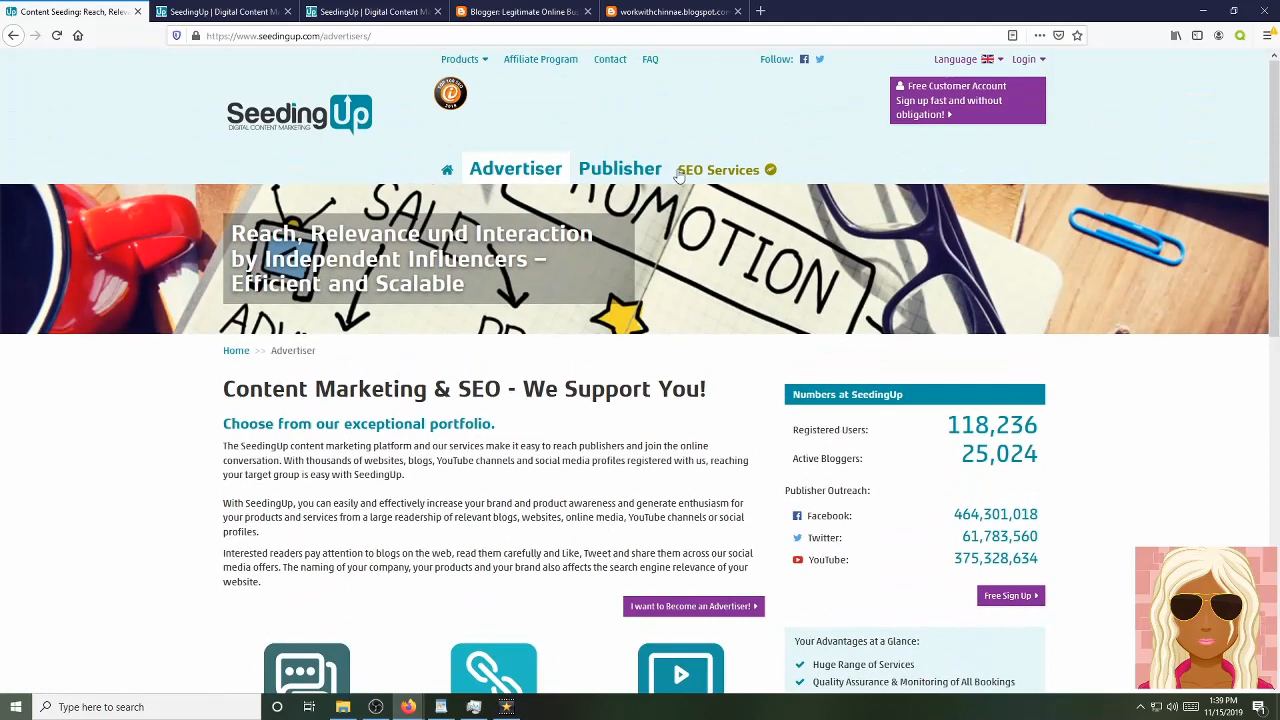 Content Seeding: Reach, Releva
SeedingUp | Digital Content M
SeedingUp | Digital Content M
Blogger: Legitimate Online Bus
workwithchinnae.blogspot.com
https://www.seedingup.com/advertisers/
Products
Affiliate Program
Contact
FAQ
Follow:
Language
Login
TOP 100 SEO
2018
Free Customer Account
Sign up fast and without
obligation!
SeedingUp
DIGITAL CONTENT MARKETING
Advertiser
Publisher
SEO Services
SALE
PROMOTION
Reach, Relevance und Interaction
by Independent Influencers –
Efficient and Scalable
Home >> Advertiser
Content Marketing & SEO - We Support You!
Choose from our exceptional portfolio.
The SeedingUp content marketing platform and our services make it easy to reach publishers and join the online
conversation. With thousands of websites, blogs, YouTube channels and social media profiles registered with us, reaching
your target group is easy with SeedingUp.
With SeedingUp, you can easily and effectively increase your brand and product awareness and generate enthusiasm for
your products and services from a large readership of relevant blogs, websites, online media, YouTube channels or social
profiles.
Interested readers pay attention to blogs on the web, read them carefully and Like, Tweet and share them across our social
media offers. The naming of your company, your products and your brand also affects the search engine relevance of your
website.
I want to Become an Advertiser!
Numbers at SeedingUp
Registered Users: 118,236
Active Bloggers: 25,024
Publisher Outreach:
Facebook: 464,301,018
Twitter: 61,783,560
YouTube: 375,328,634
Free Sign Up
Your Advantages at a Glance:
Huge Range of Services
Quality Assurance & Monitoring of All Bookings
Type here to search
1:39 PM
11/15/2019